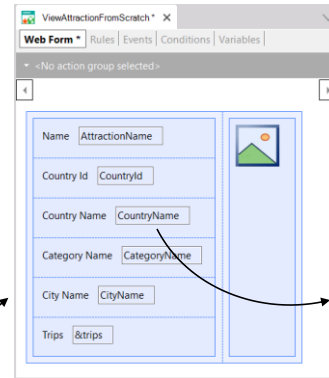 ViewAttractionFromScratch *
Web Form * Rules Events Conditions Variables
<No action group selected>
Name AttractionName
Country Id CountryId
Country Name CountryName
Category Name CategoryName
City Name CityName
Trips &trips